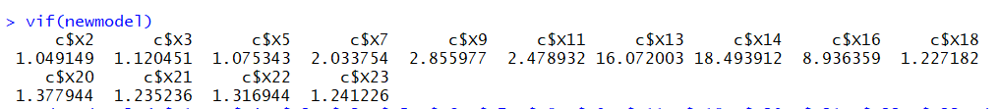 > vif(newmodel)
c$x2 c$x3 c$x5 c$x7 c$x9 c$x11 c$x13 c$x14 c$x16 c$x18
1.049149 1.120451 1.075343 2.033754 2.855977 2.478932 16.072003 18.493912 8.936359 1.227182
c$x20 c$x21 c$x22 c$x23
1.377944 1.235236 1.316944 1.241226